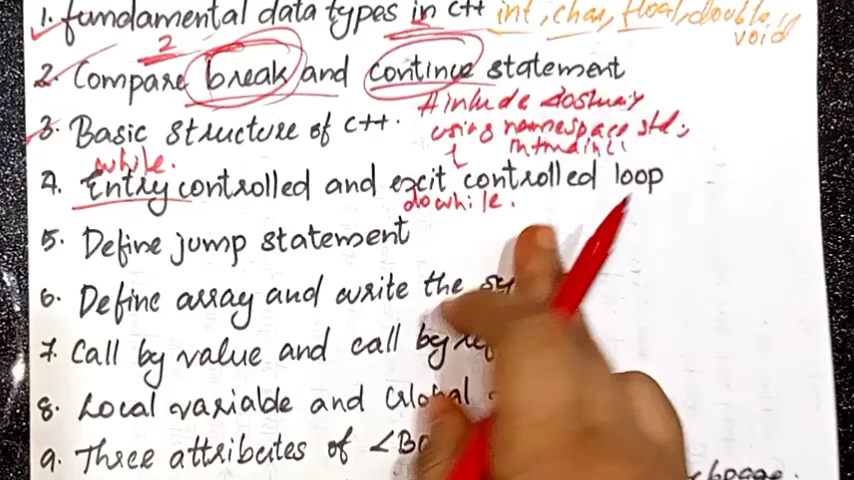 1. fundamental data types in C++ int, char, float, double,
void
2
2. Compare break and continue statement
3. Basic structure of C++.
using namespace std;
while.
4. Entry controlled and exit controlled loop
do while.
5. Define jump statement
6. Define array and write the
7. Call by value and call by
8. Local variable and Global
9. Three attributes of